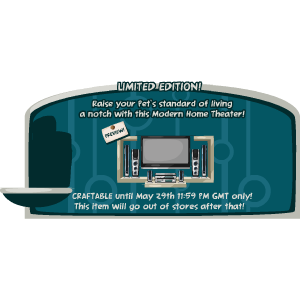 LIMITED EDITION!
Raise your Pet's standard of living
a notch with this Modern Home Theater!
PREVIEW!
CRAFTABLE until May 29th 11:59 PM GMT only!
This item will go out of stores after that!